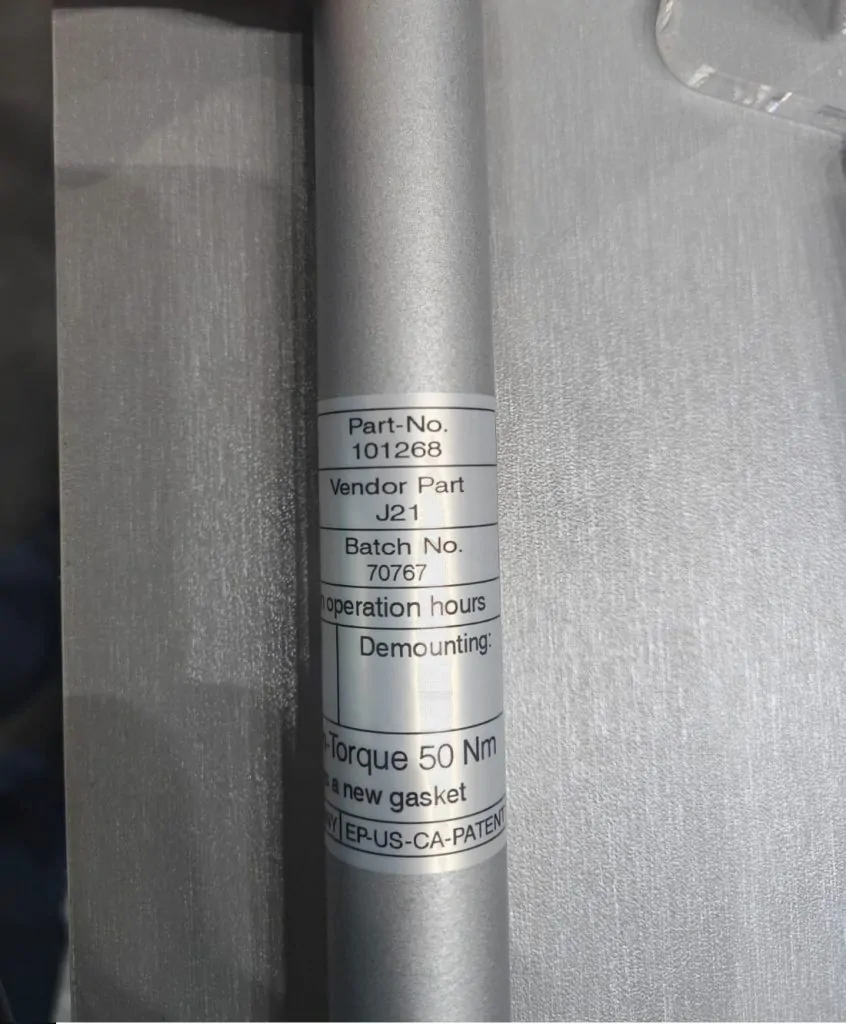 Part-No.
101268
Vendor Part
J21
Batch No.
70767
operation hours
Demounting:
-Torque 50 Nm
a new gasket
EP-US-CA-PATENT